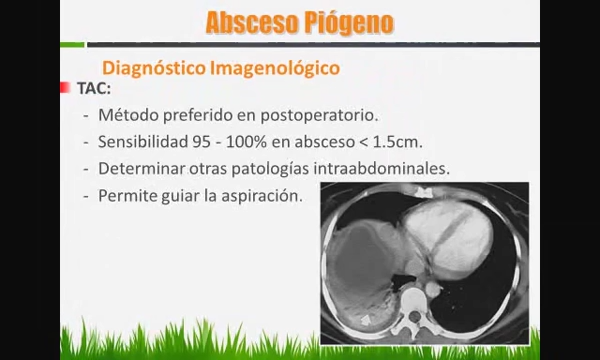 Absceso Piógeno
Diagnóstico Imagenológico
TAC:
- Método preferido en postoperatorio.
- Sensibilidad 95 - 100% en absceso < 1.5cm.
- Determinar otras patologías intraabdominales.
- Permite guiar la aspiración.